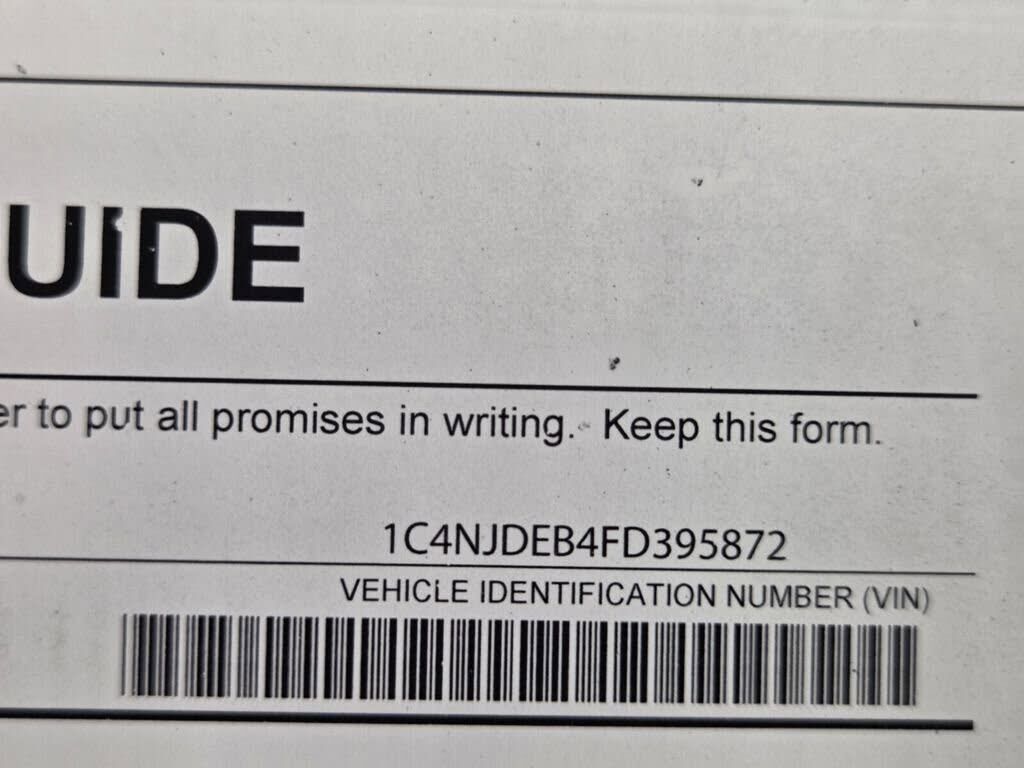 UIDE
er to put all promises in writing. Keep this form.
1C4NJDEB4FD395872
VEHICLE IDENTIFICATION NUMBER (VIN)